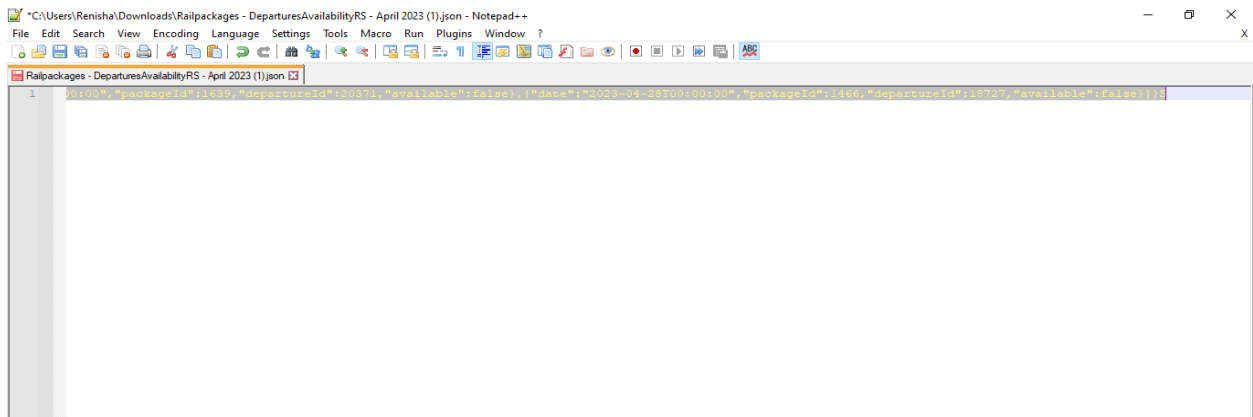 *C:\Users\Renisha\Downloads\Railpackages - DeparturesAvailabilityRS - April 2023 (1).json - Notepad++
File Edit Search View Encoding Language Settings Tools Macro Run Plugins Window ? X
ABC
Railpackages - DeparturesAvailabilityRS - April 2023 (1).json
1 00:00","packageId":1639,"departureId":20371,"available":false},{"date":"2023-04-28T00:00:00","packageId":1466,"departureId":18727,"available":false}]}S